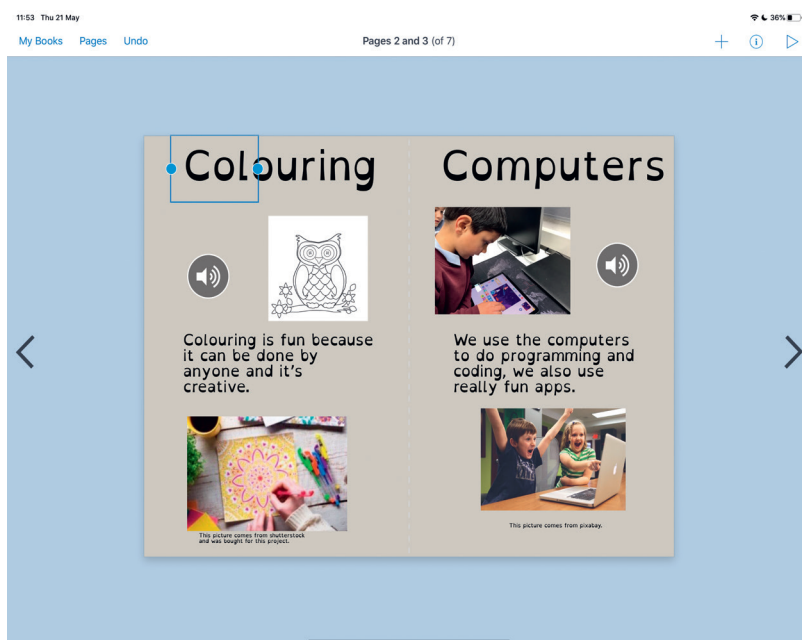 11:53 Thu 21 May
36%
My Books Pages Undo
Pages 2 and 3 (of 7)
Colouring
Colouring is fun because
it can be done by
anyone and it's
creative.
This picture comes from shutterstock
and was bought for this project.
Computers
We use the computers
to do programming and
coding, we also use
really fun apps.
This picture comes from pixabay.